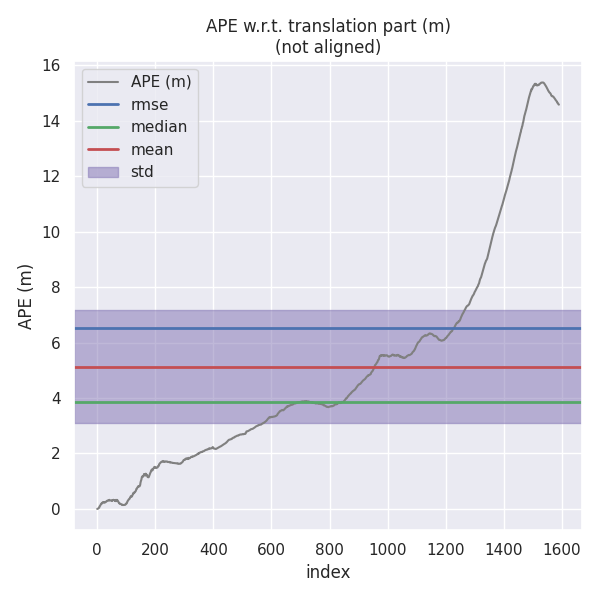 APE w.r.t. translation part (m)
(not aligned)
APE (m)
rmse
median
mean
std
APE (m)
16
14
12
10
8
6
4
2
0
0 200 400 600 800 1000 1200 1400 1600
index